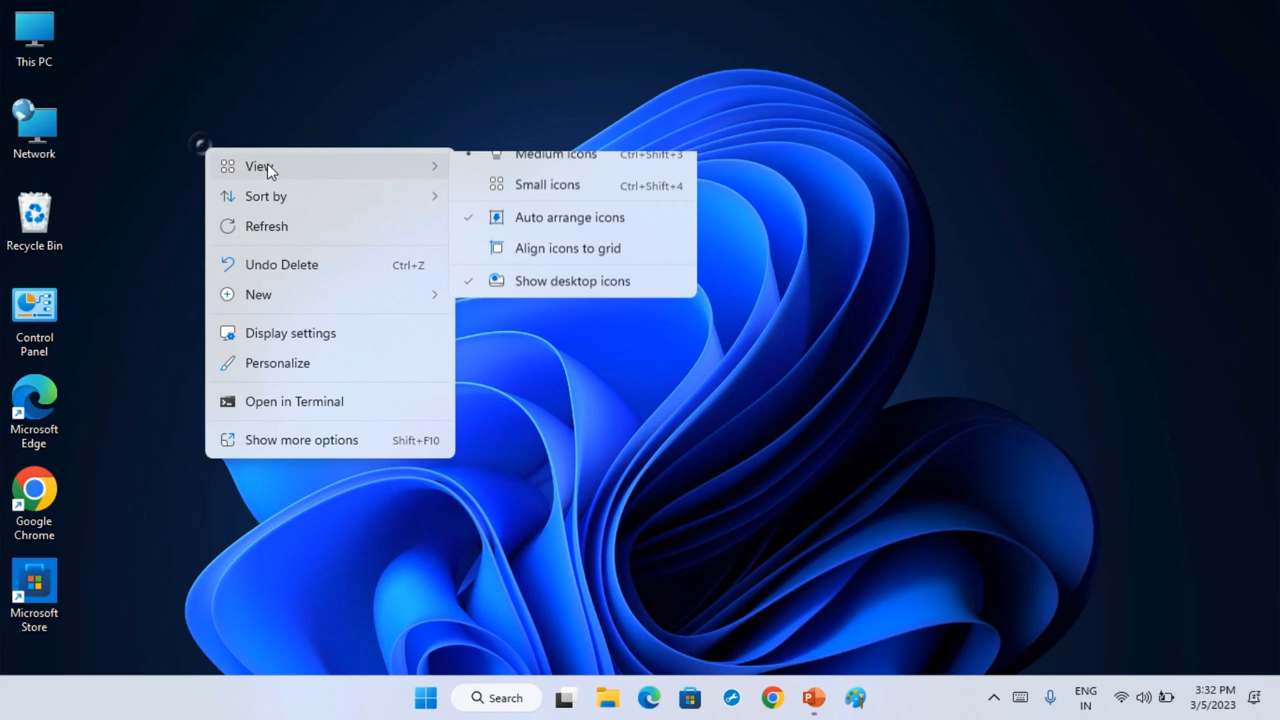 This PC
Network
Recycle Bin
Control
Panel
Microsoft
Edge
Google
Chrome
Microsoft
Store
View
Sort by
Refresh
Undo Delete Ctrl+Z
New
Display settings
Personalize
Open in Terminal
Show more options Shift+F10
Medium icons Ctrl+Shift+3
Small icons Ctrl+Shift+4
Auto arrange icons
Align icons to grid
Show desktop icons
Search
ENG
IN
3:32 PM
3/5/2023